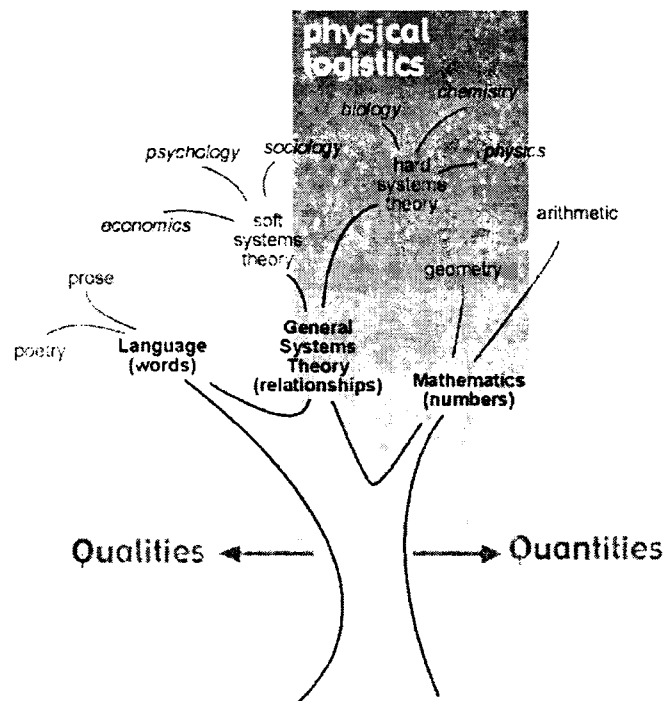 physical
logistics
chemistry
biology
sociology
psychology
physics
hard
systems
theory
arithmetic
economics
soft
systems
theory
geometry
prose
poetry
Language
(words)
General
Systems
Theory
(relationships)
Mathematics
(numbers)
Qualities
Quantities